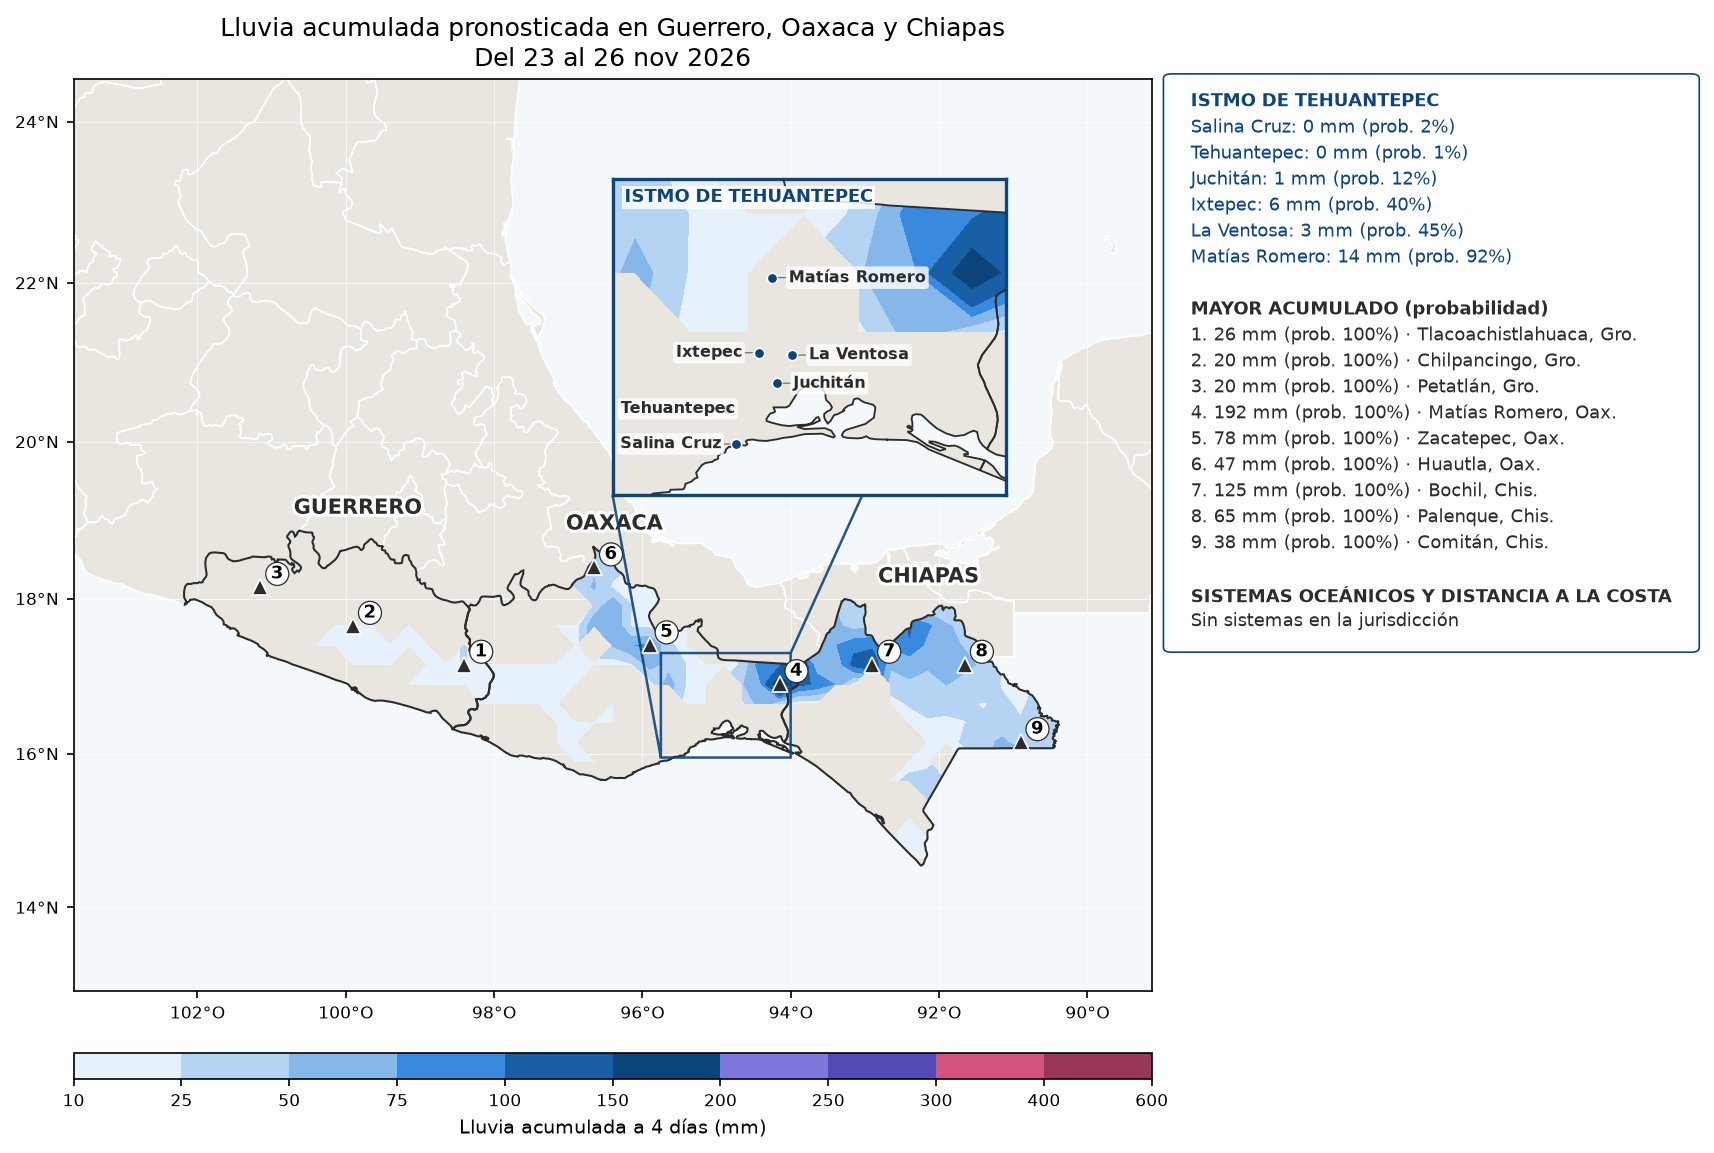 Lluvia acumulada pronosticada en Guerrero, Oaxaca y Chiapas
Del 23 al 26 nov 2026
24°N
22°N
20°N
18°N
16°N
14°N
102°O
100°O
98°O
96°O
94°O
92°O
90°O
ISTMO DE TEHUANTEPEC
Matías Romero
Ixtepec
La Ventosa
Juchitán
Tehuantepec
Salina Cruz
GUERRERO
OAXACA
CHIAPAS
6
3
2
5
1
7
8
4
9
10
25
50
75
100
150
200
250
300
400
600
Lluvia acumulada a 4 días (mm)
ISTMO DE TEHUANTEPEC
Salina Cruz: 0 mm (prob. 2%)
Tehuantepec: 0 mm (prob. 1%)
Juchitán: 1 mm (prob. 12%)
Ixtepec: 6 mm (prob. 40%)
La Ventosa: 3 mm (prob. 45%)
Matías Romero: 14 mm (prob. 92%)
MAYOR ACUMULADO (probabilidad)
1. 26 mm (prob. 100%) · Tlacoachistlahuaca, Gro.
2. 20 mm (prob. 100%) · Chilpancingo, Gro.
3. 20 mm (prob. 100%) · Petatlán, Gro.
4. 192 mm (prob. 100%) · Matías Romero, Oax.
5. 78 mm (prob. 100%) · Zacatepec, Oax.
6. 47 mm (prob. 100%) · Huautla, Oax.
7. 125 mm (prob. 100%) · Bochil, Chis.
8. 65 mm (prob. 100%) · Palenque, Chis.
9. 38 mm (prob. 100%) · Comitán, Chis.
SISTEMAS OCEÁNICOS Y DISTANCIA A LA COSTA
Sin sistemas en la jurisdicción